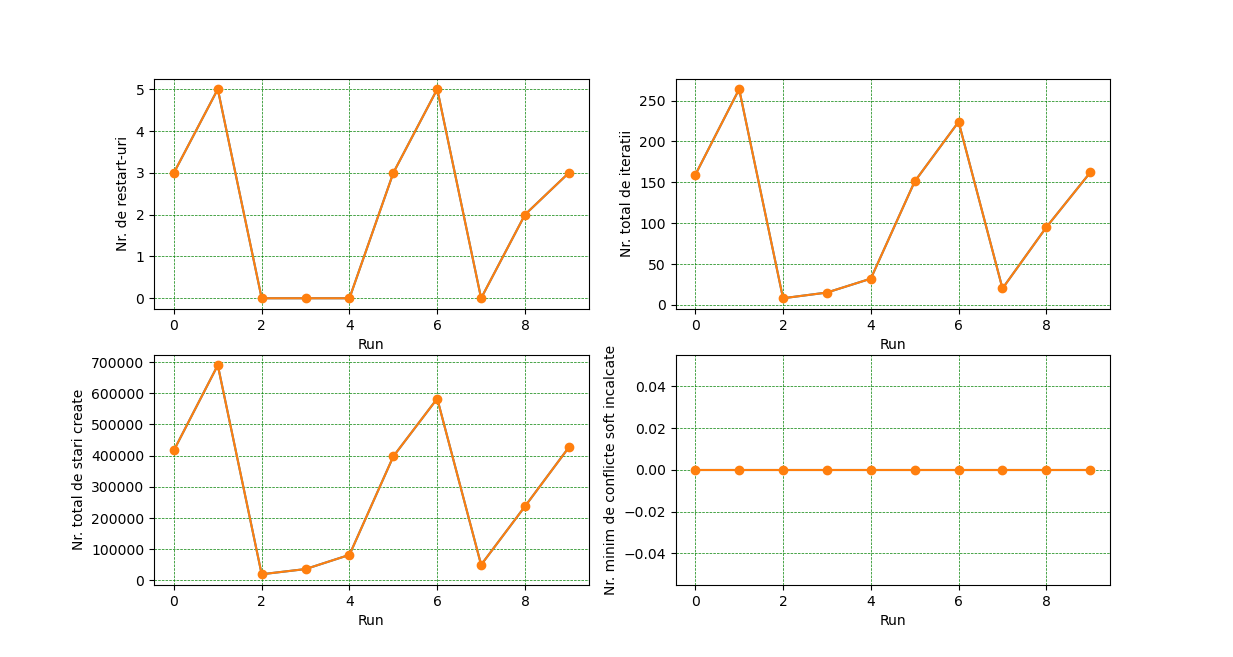 Nr. de restart-uri
5
4
3
2
1
0
0 2 4 6 8
Run
Nr. total de iteratii
250
200
150
100
50
0
0 2 4 6 8
Run
Nr. total de stari create
700000
600000
500000
400000
300000
200000
100000
0
0 2 4 6 8
Run
Nr. minim de conflicte soft incalcate
0.04
0.02
0.00
−0.02
−0.04
0 2 4 6 8
Run